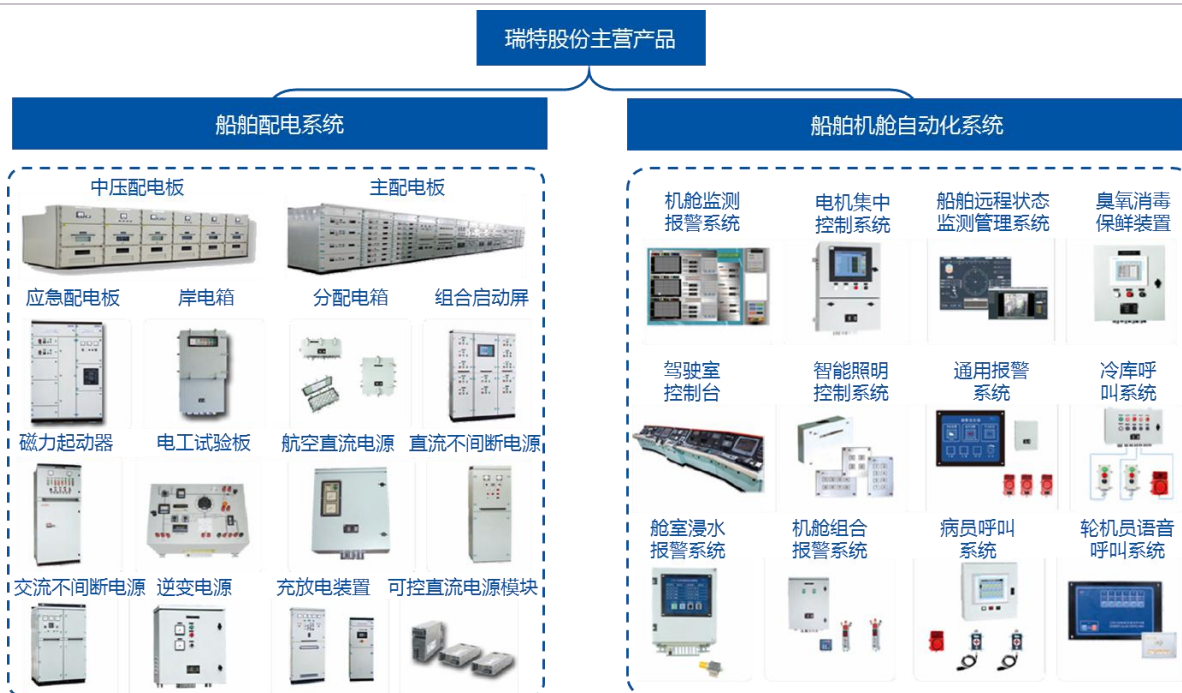 瑞特股份主营产品
船舶配电系统
船舶机舱自动化系统
中压配电板
主配电板
应急配电板
岸电箱
分配电箱
组合启动屏
磁力起动器
电工试验板
航空直流电源
直流不间断电源
交流不间断电源
逆变电源
充放电装置
可控直流电源模块
机舱监测
报警系统
电机集中
控制系统
船舶远程状态
监测管理系统
臭氧消毒
保鲜装置
驾驶室
控制台
智能照明
控制系统
通用报警
系统
冷库呼
叫系统
舱室浸水
报警系统
机舱组合
报警系统
病员呼叫
系统
轮机员语音
呼叫系统